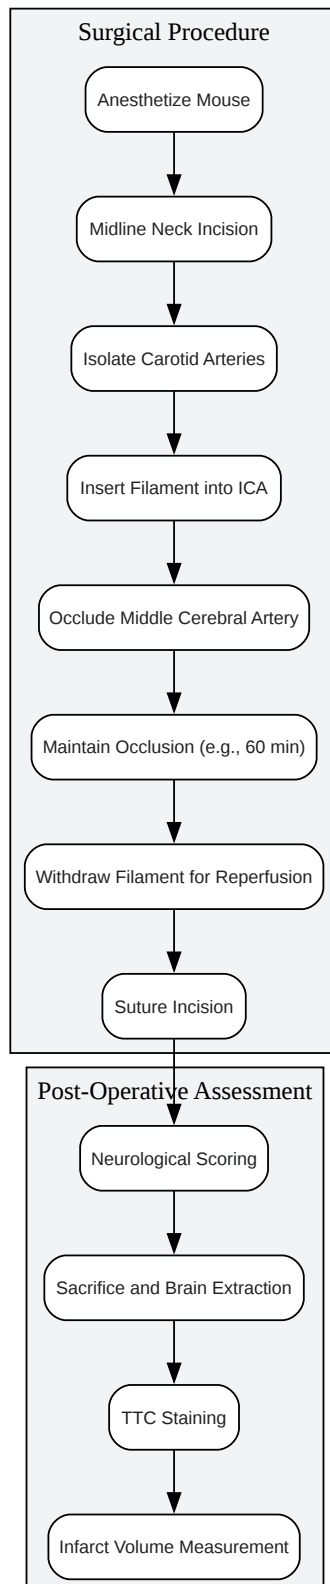 Surgical Procedure
Anesthetize Mouse
Midline Neck Incision
Isolate Carotid Arteries
Insert Filament into ICA
Occlude Middle Cerebral Artery
Maintain Occlusion (e.g., 60 min)
Withdraw Filament for Reperfusion
Suture Incision
Post-Operative Assessment
Neurological Scoring
Sacrifice and Brain Extraction
TTC Staining
Infarct Volume Measurement